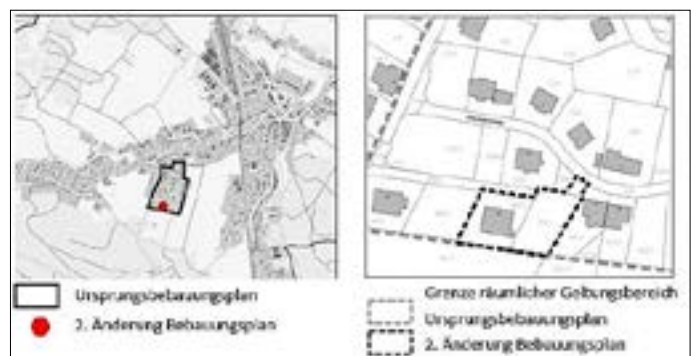 Ursprungsbebauungsplan
2. Änderung Bebauungsplan
Grenze räumlicher Geltungsbereich
Ursprungsbebauungsplan
2. Änderung Bebauungsplan